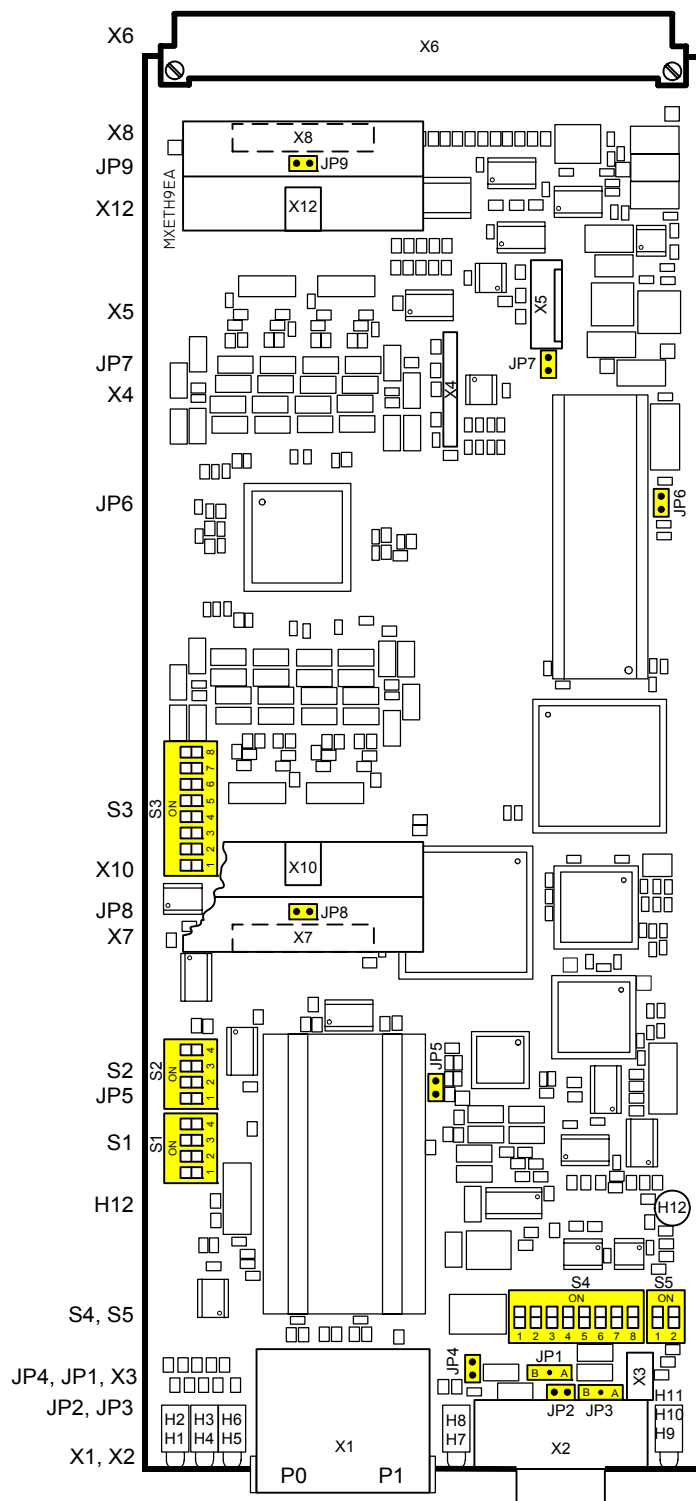 X6
X6
X8
X8
JP9
JP9
X12
X12
MXETH9EA
X5
X5
JP7
JP7
X4
X4
JP6
JP6
8
7
6
5
4
3
2
1
ON
S3
S3
X10
X10
JP8
JP8
X7
X7
4
3
2
1
ON
S2
S2
JP5
JP5
4
3
2
1
ON
S1
S1
H12
H12
S4 S5
ON ON
S4, S5
1 2 3 4 5 6 7 8 1 2
JP4, JP1, X3
JP4
JP1
B A
X3
B A
JP2, JP3
JP2 JP3
H11
H2 H3 H6 H8 H10
H1 H4 H5 H7 H9
X1, X2
X1
X2
P0 P1